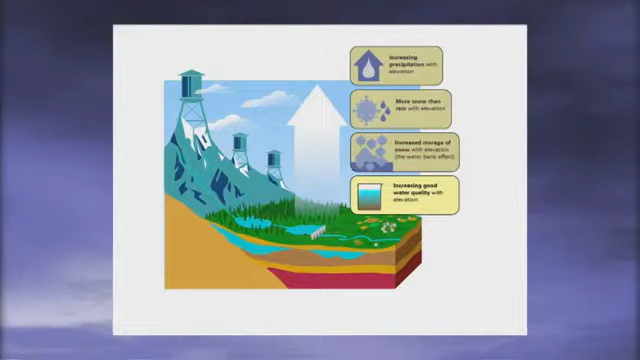 Increasing
precipitation with
elevation
More snow than
rain with elevation
Increased storage of
snow with elevation
(the water bank effect)
Increasing good
water quality with
elevation